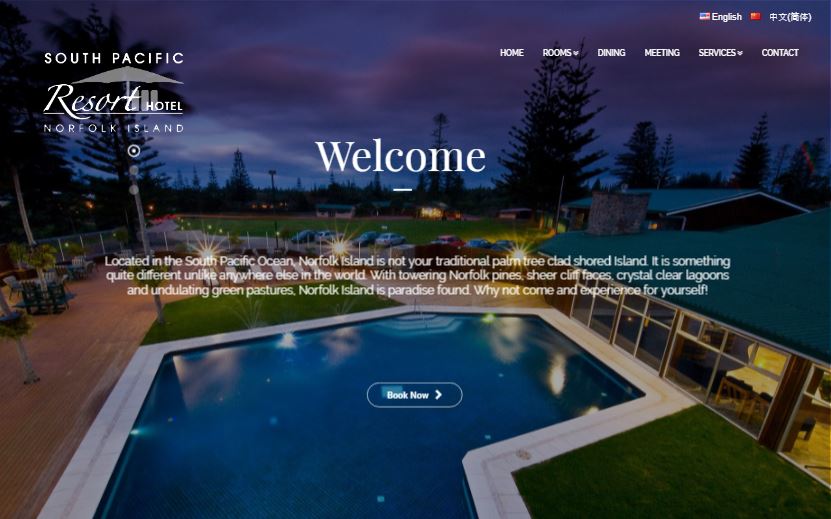 English 中文(简体)
SOUTH PACIFIC
Resort HOTEL
NORFOLK ISLAND
HOME ROOMS DINING MEETING SERVICES CONTACT
Welcome
Located in the South Pacific Ocean, Norfolk Island is not your traditional palm tree clad shored Island. It is something
quite different unlike anywhere else in the world. With towering Norfolk pines, sheer cliff faces, crystal clear lagoons
and undulating green pastures, Norfolk Island is paradise found. Why not come and experience for yourself!
Book Now